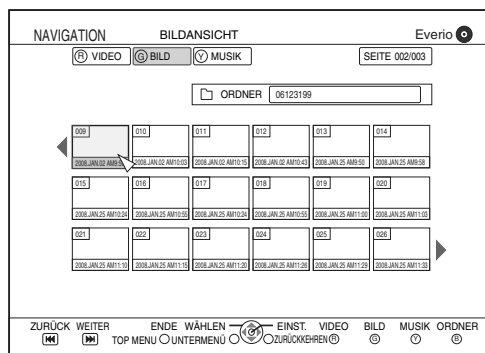 NAVIGATION BILDANSICHT Everio
R VIDEO G BILD Y MUSIK SEITE 002/003
ORDNER 06123199
009 010 011 012 013 014
2008.JAN.02 AM9:5 2008.JAN.02 AM10:03 2008.JAN.02 AM10:15 2008.JAN.02 AM10:43 2008.JAN.25 AM9:50 2008.JAN.25 AM9:58
015 016 017 018 019 020
2008.JAN.25 AM10:24 2008.JAN.25 AM10:55 2008.JAN.25 AM10:24 2008.JAN.25 AM10:55 2008.JAN.25 AM11:00 2008.JAN.25 AM11:03
021 022 023 024 025 026
2008.JAN.25 AM11:10 2008.JAN.25 AM11:15 2008.JAN.25 AM11:20 2008.JAN.25 AM11:26 2008.JAN.25 AM11:29 2008.JAN.25 AM11:33
ZURÜCK WEITER ENDE WÄHLEN EINST. VIDEO BILD MUSIK ORDNER
TOP MENU UNTERMENÜ ZURÜCKKEHREN R G Y B